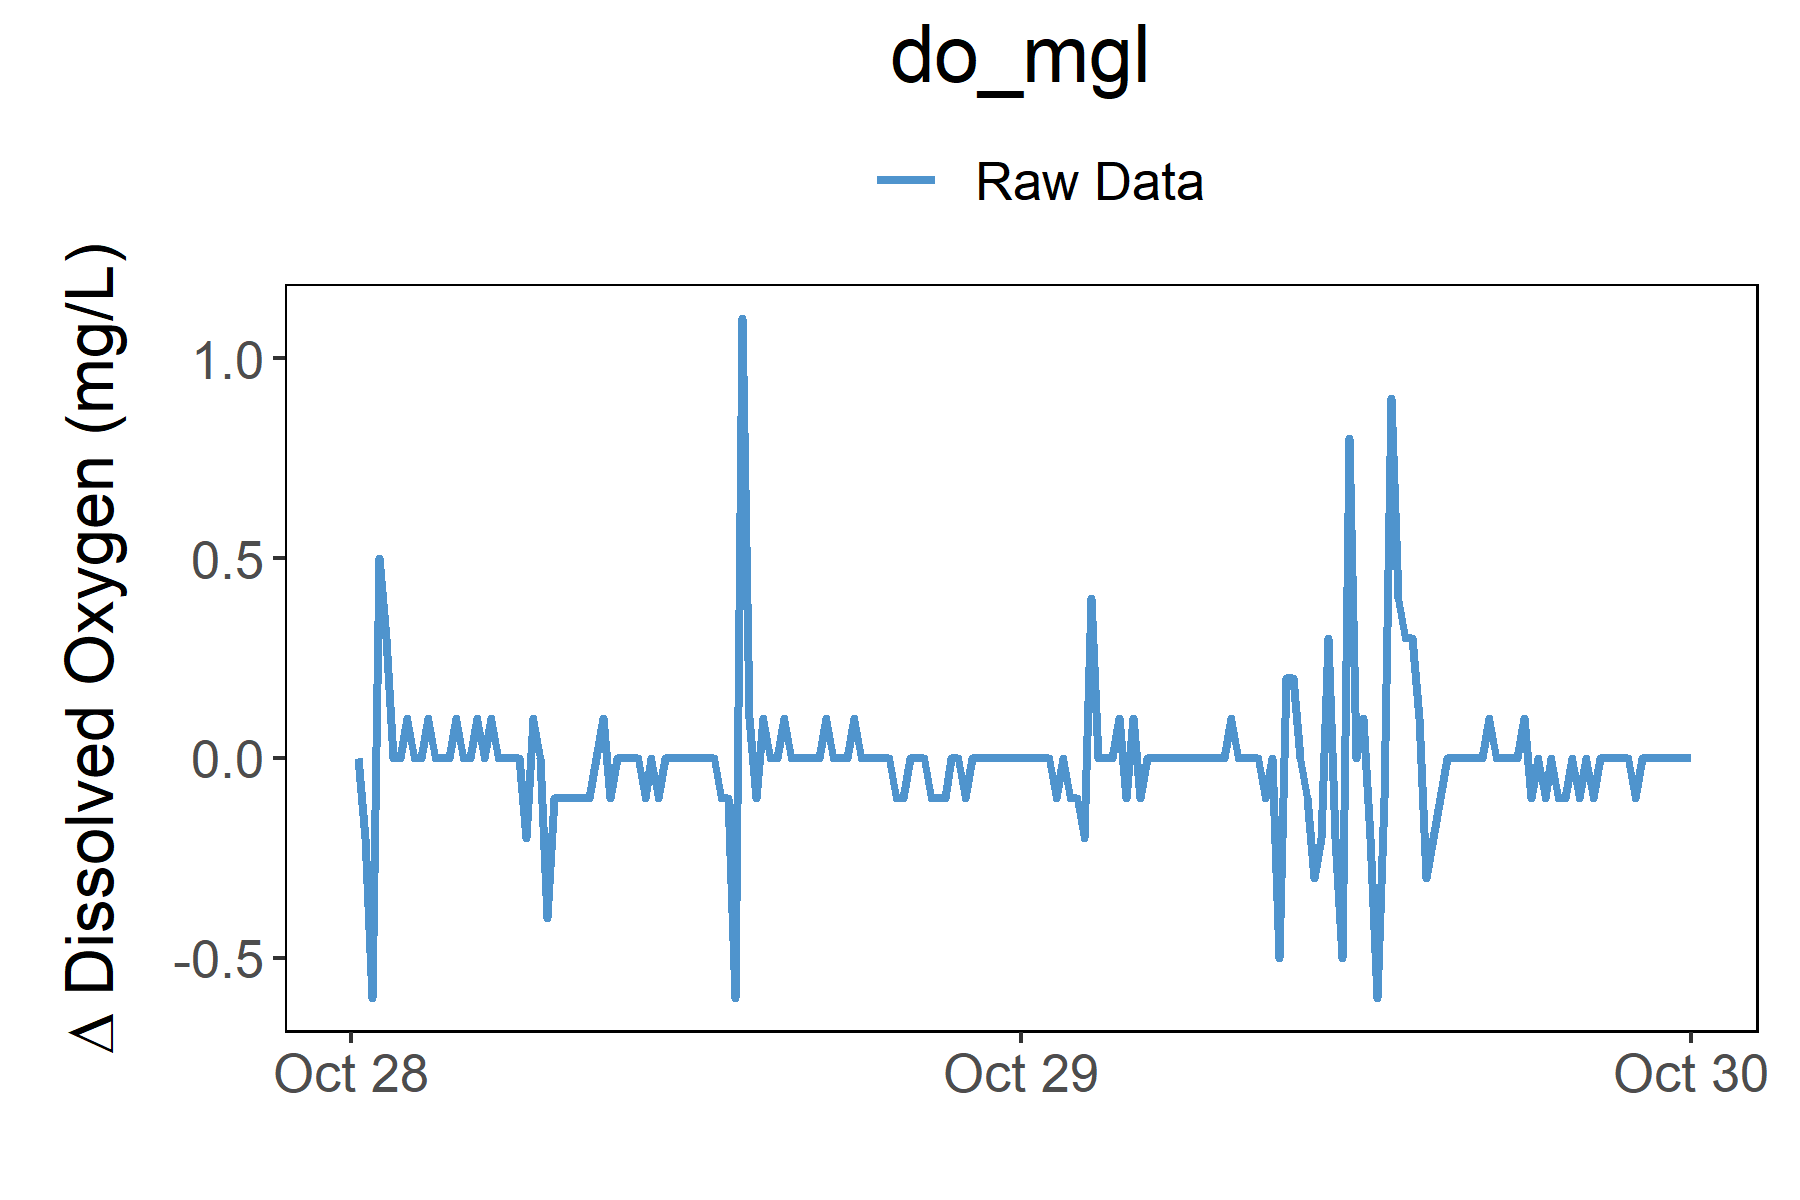 do_mgl
Raw Data
Δ Dissolved Oxygen (mg/L)
1.0
0.5
0.0
-0.5
Oct 28
Oct 29
Oct 30